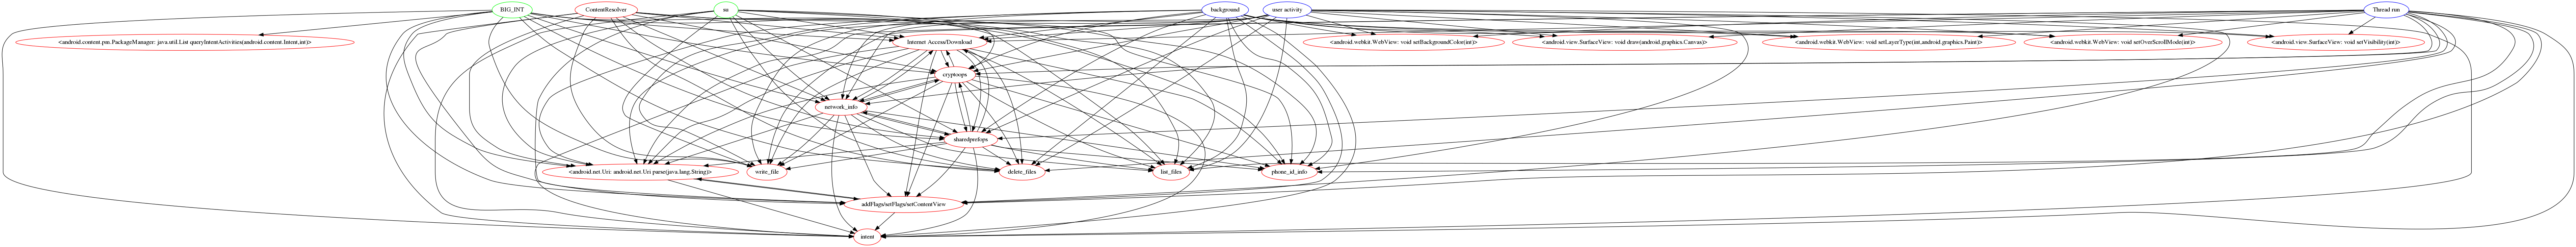 BIG_INT
ContentResolver
su
background
user activity
Thread run
<android.content.pm.PackageManager: java.util.List queryIntentActivities(android.content.Intent,int)>
Internet Access/Download
<android.webkit.WebView: void setBackgroundColor(int)>
<android.view.SurfaceView: void draw(android.graphics.Canvas)>
<android.webkit.WebView: void setLayerType(int,android.graphics.Paint)>
<android.webkit.WebView: void setOverScrollMode(int)>
<android.view.SurfaceView: void setVisibility(int)>
cryptoops
network_info
sharedprefops
<android.net.Uri: android.net.Uri parse(java.lang.String)>
write_file
delete_files
list_files
phone_id_info
addFlags/setFlags/setContentView
intent